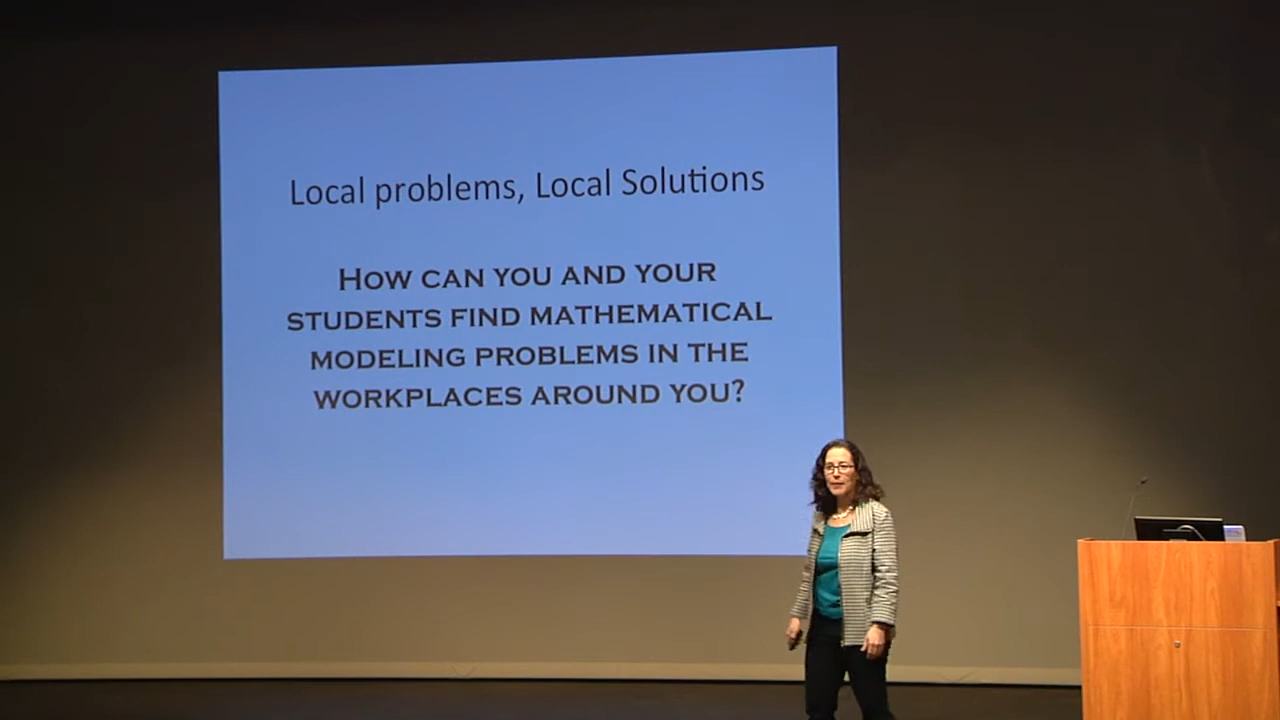 Local problems, Local Solutions
HOW CAN YOU AND YOUR
STUDENTS FIND MATHEMATICAL
MODELING PROBLEMS IN THE
WORKPLACES AROUND YOU?